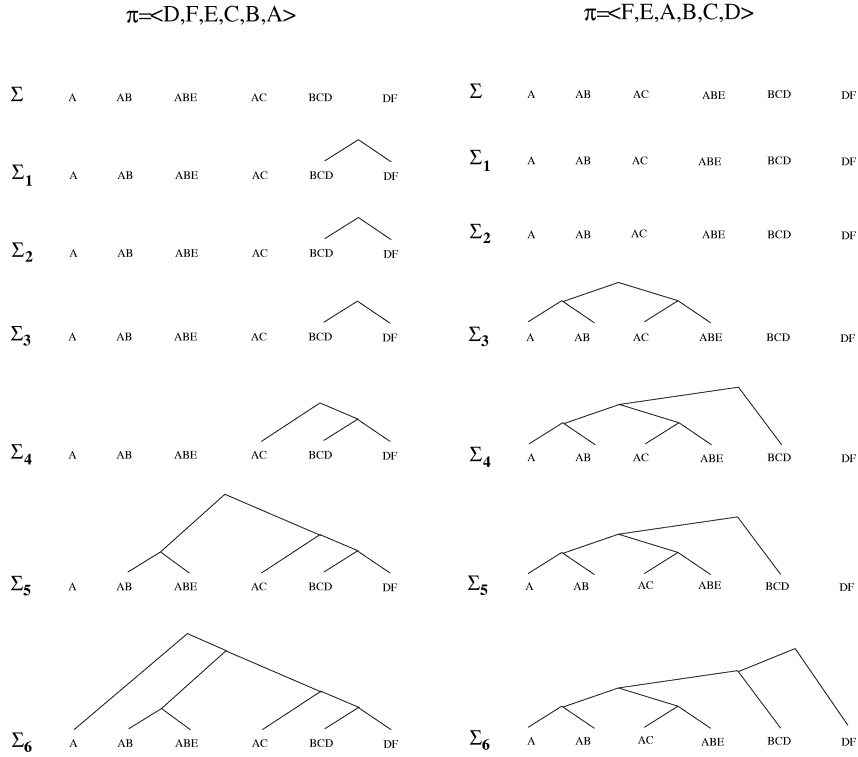 π=<D,F,E,C,B,A>
Σ A AB ABE AC BCD DF
Σ1 A AB ABE AC BCD DF
Σ2 A AB ABE AC BCD DF
Σ3 A AB ABE AC BCD DF
Σ4 A AB ABE AC BCD DF
Σ5 A AB ABE AC BCD DF
Σ6 A AB ABE AC BCD DF
π=<F,E,A,B,C,D>
Σ A AB AC ABE BCD DF
Σ1 A AB AC ABE BCD DF
Σ2 A AB AC ABE BCD DF
Σ3 A AB AC ABE BCD DF
Σ4 A AB AC ABE BCD DF
Σ5 A AB AC ABE BCD DF
Σ6 A AB AC ABE BCD DF